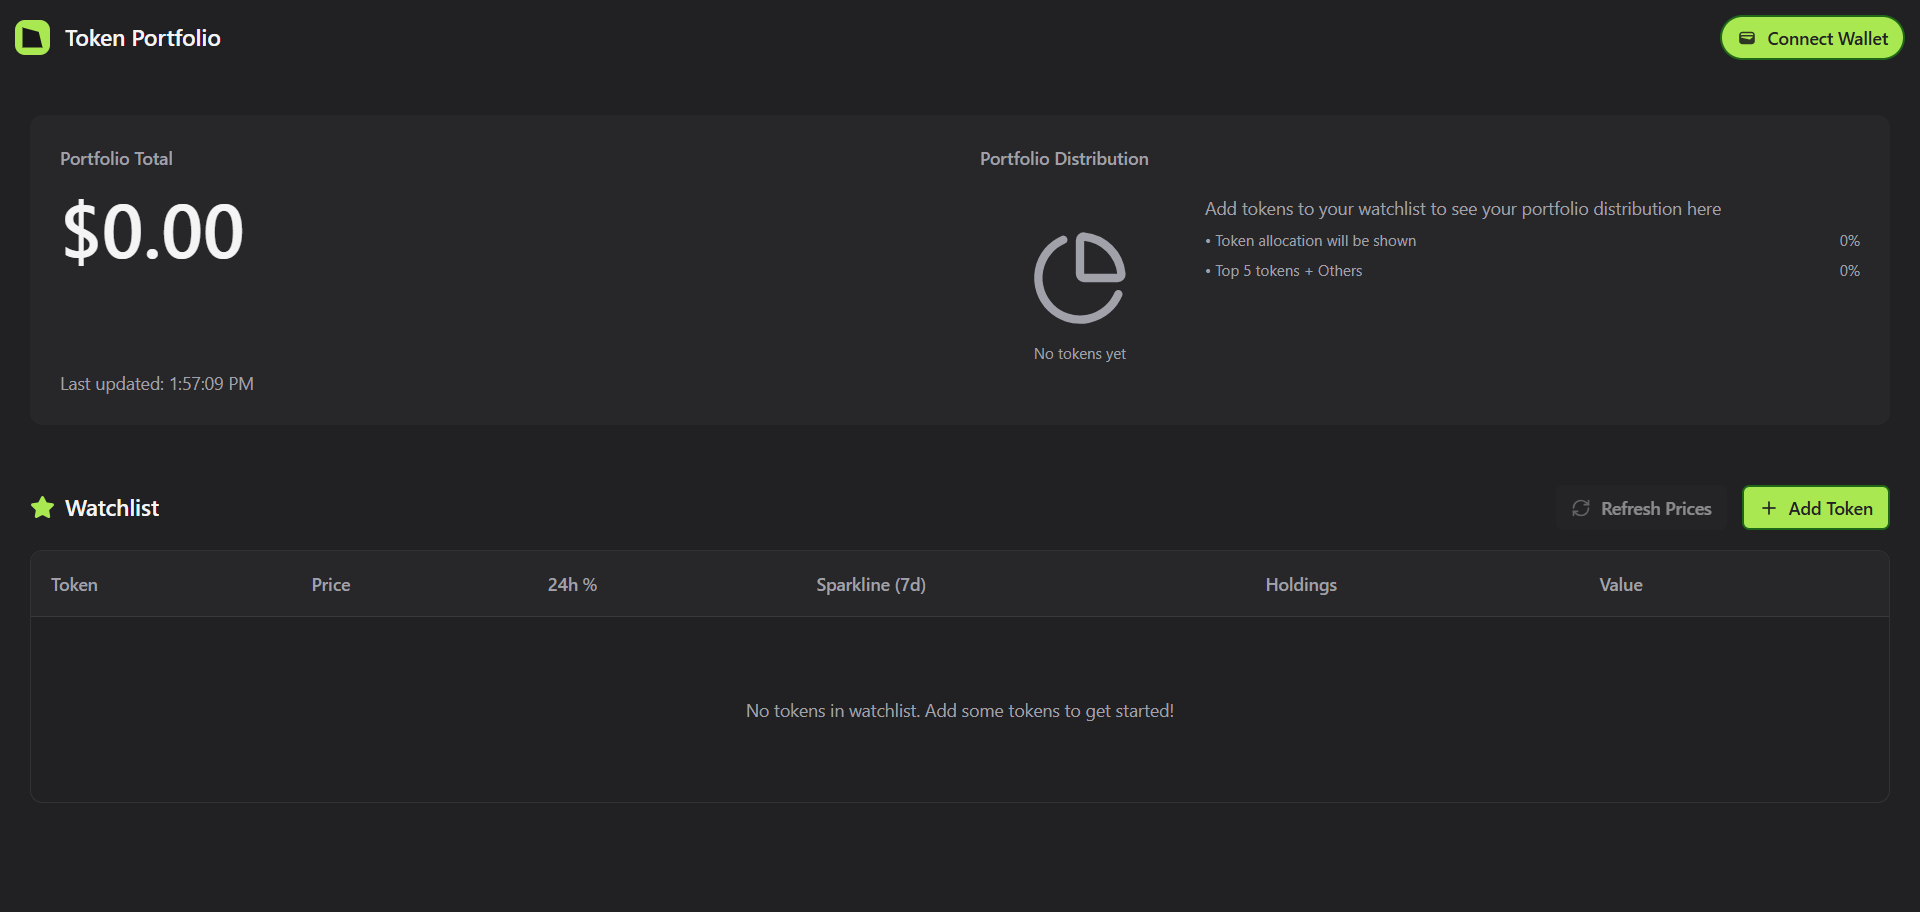 Token Portfolio
Connect Wallet
Portfolio Total
$0.00
Last updated: 1:57:09 PM
Portfolio Distribution
No tokens yet
Add tokens to your watchlist to see your portfolio distribution here
• Token allocation will be shown 0%
• Top 5 tokens + Others 0%
Watchlist
Refresh Prices
Add Token
Token Price 24h % Sparkline (7d) Holdings Value
No tokens in watchlist. Add some tokens to get started!